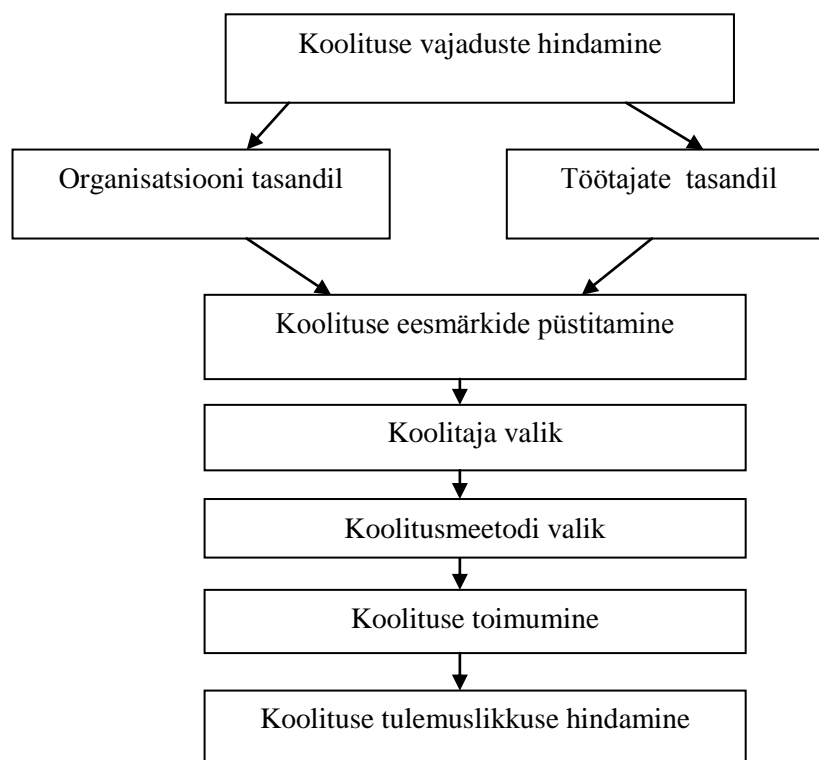 Koolituse vajaduste hindamine
Organisatsiooni tasandil
Töötajate tasandil
Koolituse eesmärkide püstitamine
Koolitaja valik
Koolitusmeetodi valik
Koolituse toimumine
Koolituse tulemuslikkuse hindamine